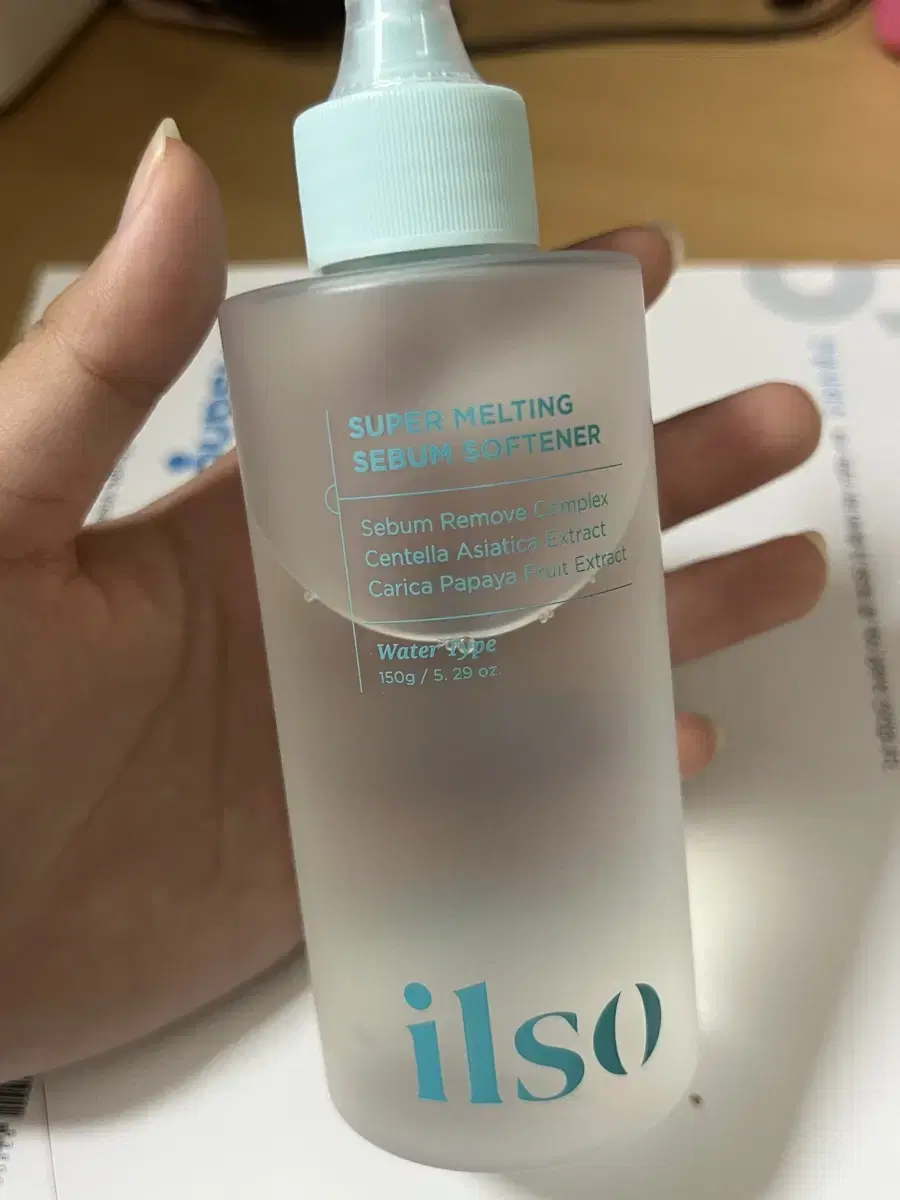 SUPER MELTING
SEBUM SOFTENER
Sebum Remove Complex
Centella Asiatica Extract
Carica Papaya Fruit Extract
Water Type
150g / 5. 29 oz.
ilso